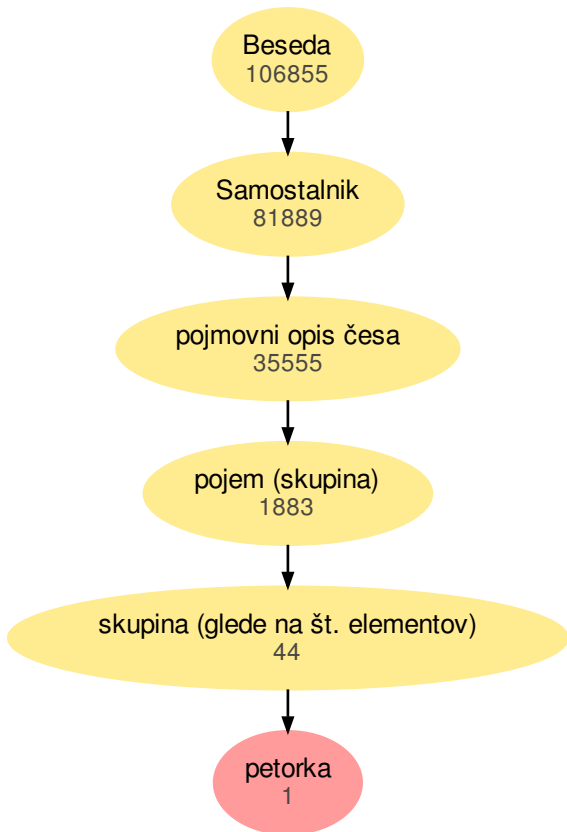 Beseda
106855
Samostalnik
81889
pojmovni opis česa
35555
pojem (skupina)
1883
skupina (glede na št. elementov)
44
petorka
1